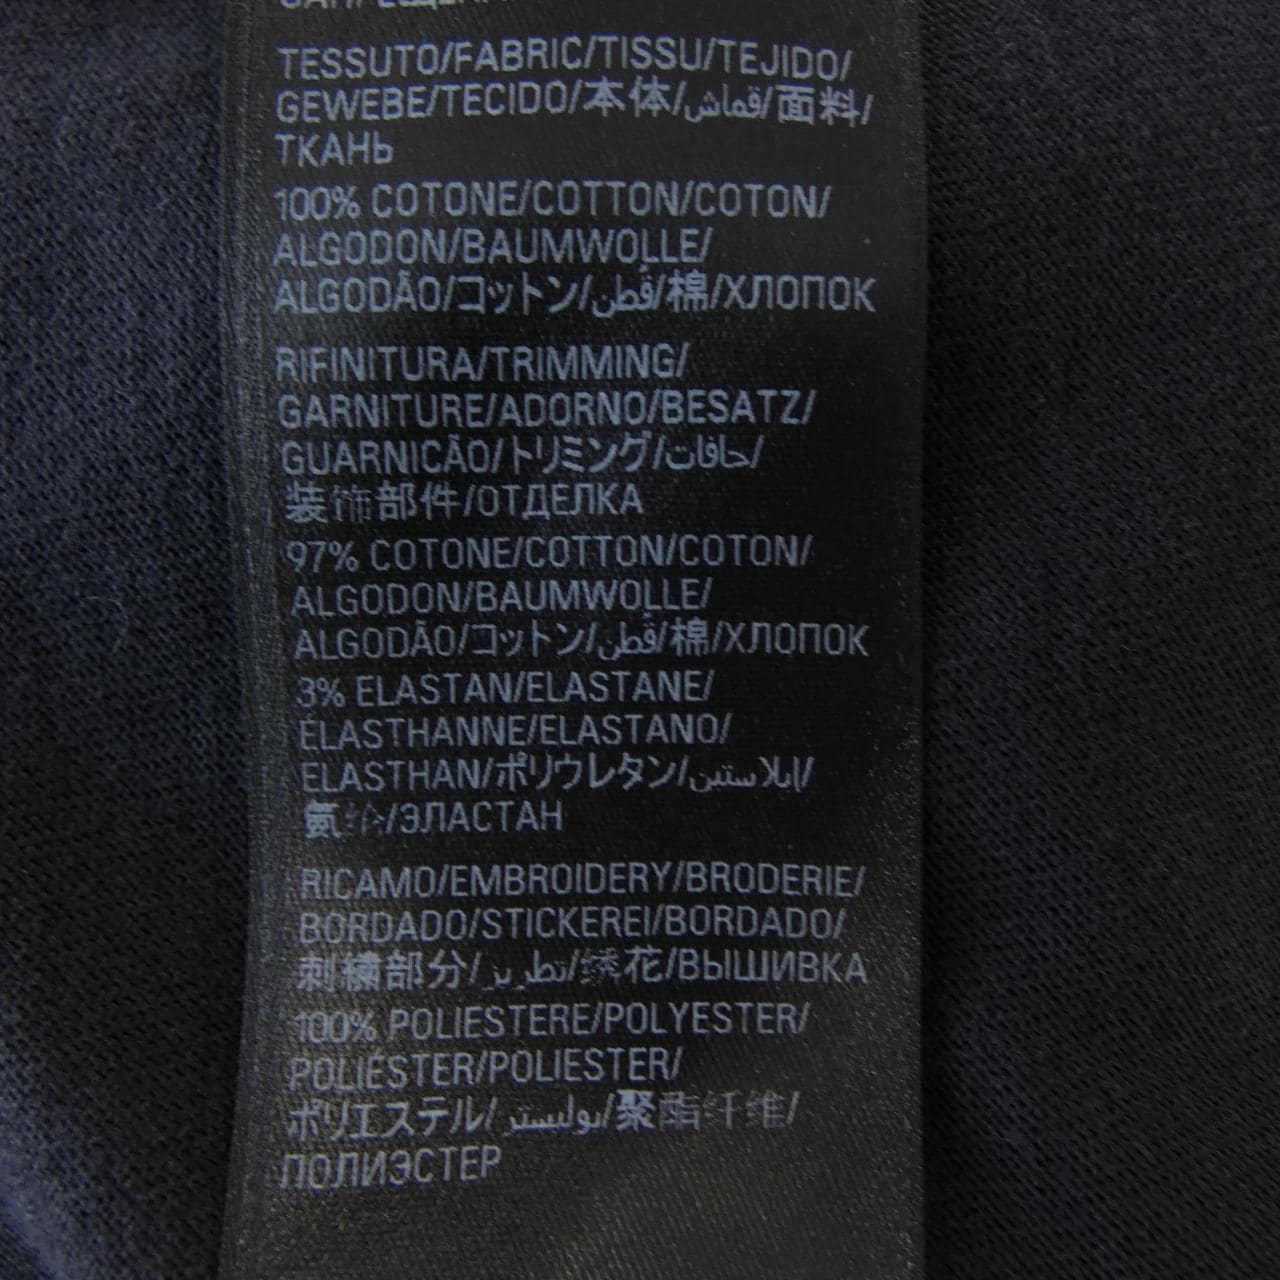 TESSUTO/FABRIC/TISSU/TEJIDO/
GEWEBE/TECIDO/本体/قماش/面料/
ТКАНЬ
100% COTONE/COTTON/COTON/
ALGODON/BAUMWOLLE/
ALGODÃO/コットン/قطن/棉/ХЛОПОК
RIFINITURA/TRIMMING/
GARNITURE/ADORNO/BESATZ/
GUARNICÃO/トリミング/حافات/
装饰部件/ОТДЕЛКА
97% COTONE/COTTON/COTON/
ALGODON/BAUMWOLLE/
ALGODÃO/コットン/قطن/棉/ХЛОПОК
3% ELASTAN/ELASTANE/
ÉLASTHANNE/ELASTANO/
ELASTHAN/ポリウレタン/إيلاستين/
氨纶/ЭЛАСТАН
RICAMO/EMBROIDERY/BRODERIE/
BORDADO/STICKEREI/BORDADO/
刺繍部分/تطريز/绣花/ВЫШИВКА
100% POLIESTERE/POLYESTER/
POLIÉSTER/POLIESTER/
ポリエステル/بوليستر/聚酯纤维/
ПОЛИЭСТЕР